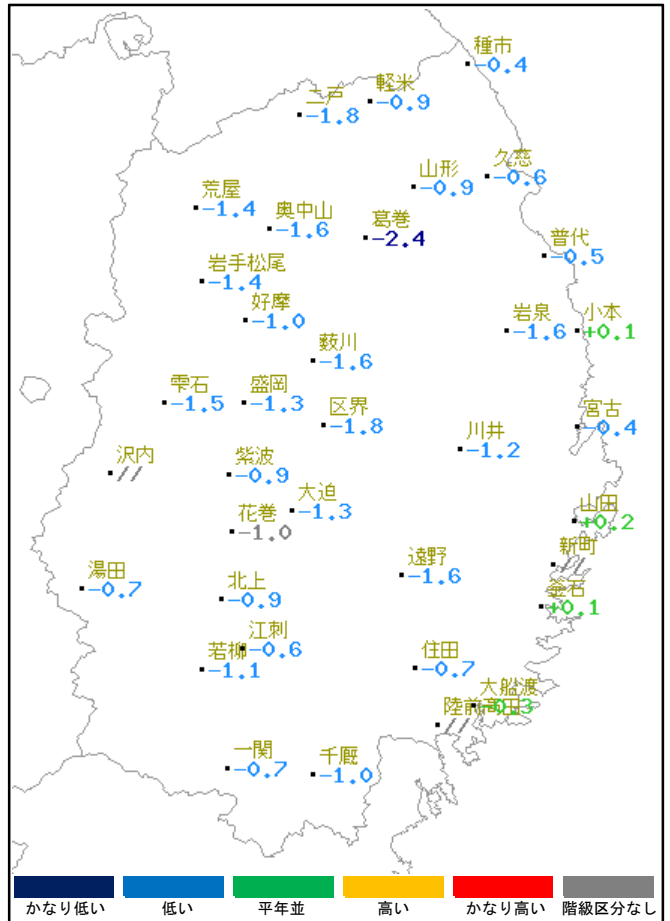 種市
-0.4
軽米
-0.9
二戸
-1.8
久慈
-0.6
山形
-0.9
荒屋
-1.4
奥中山
-1.6
葛巻
-2.4
普代
-0.5
岩手松尾
-1.4
好摩
-1.0
岩泉
-1.6
小本
+0.1
薮川
-1.6
雫石
-1.5
盛岡
-1.3
区界
-1.8
宮古
-0.4
川井
-1.2
沢内
//
紫波
-0.9
大迫
-1.3
花巻
-1.0
山田
+0.2
新町
//
湯田
-0.7
北上
-0.9
遠野
-1.6
釜石
+0.1
江刺
-0.6
若柳
-1.1
住田
-0.7
大船渡
-0.3
陸前高田
//
一関
-0.7
千厩
-1.0
かなり低い 低い 平年並 高い かなり高い 階級区分なし